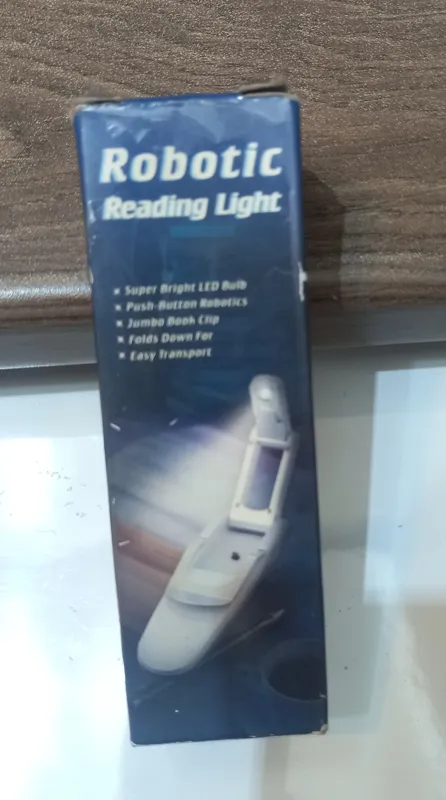 Robotic
Reading Light
Super Bright LED Bulb
Push-Button Robotics
Jumbo Book Clip
Folds Down For
Easy Transport